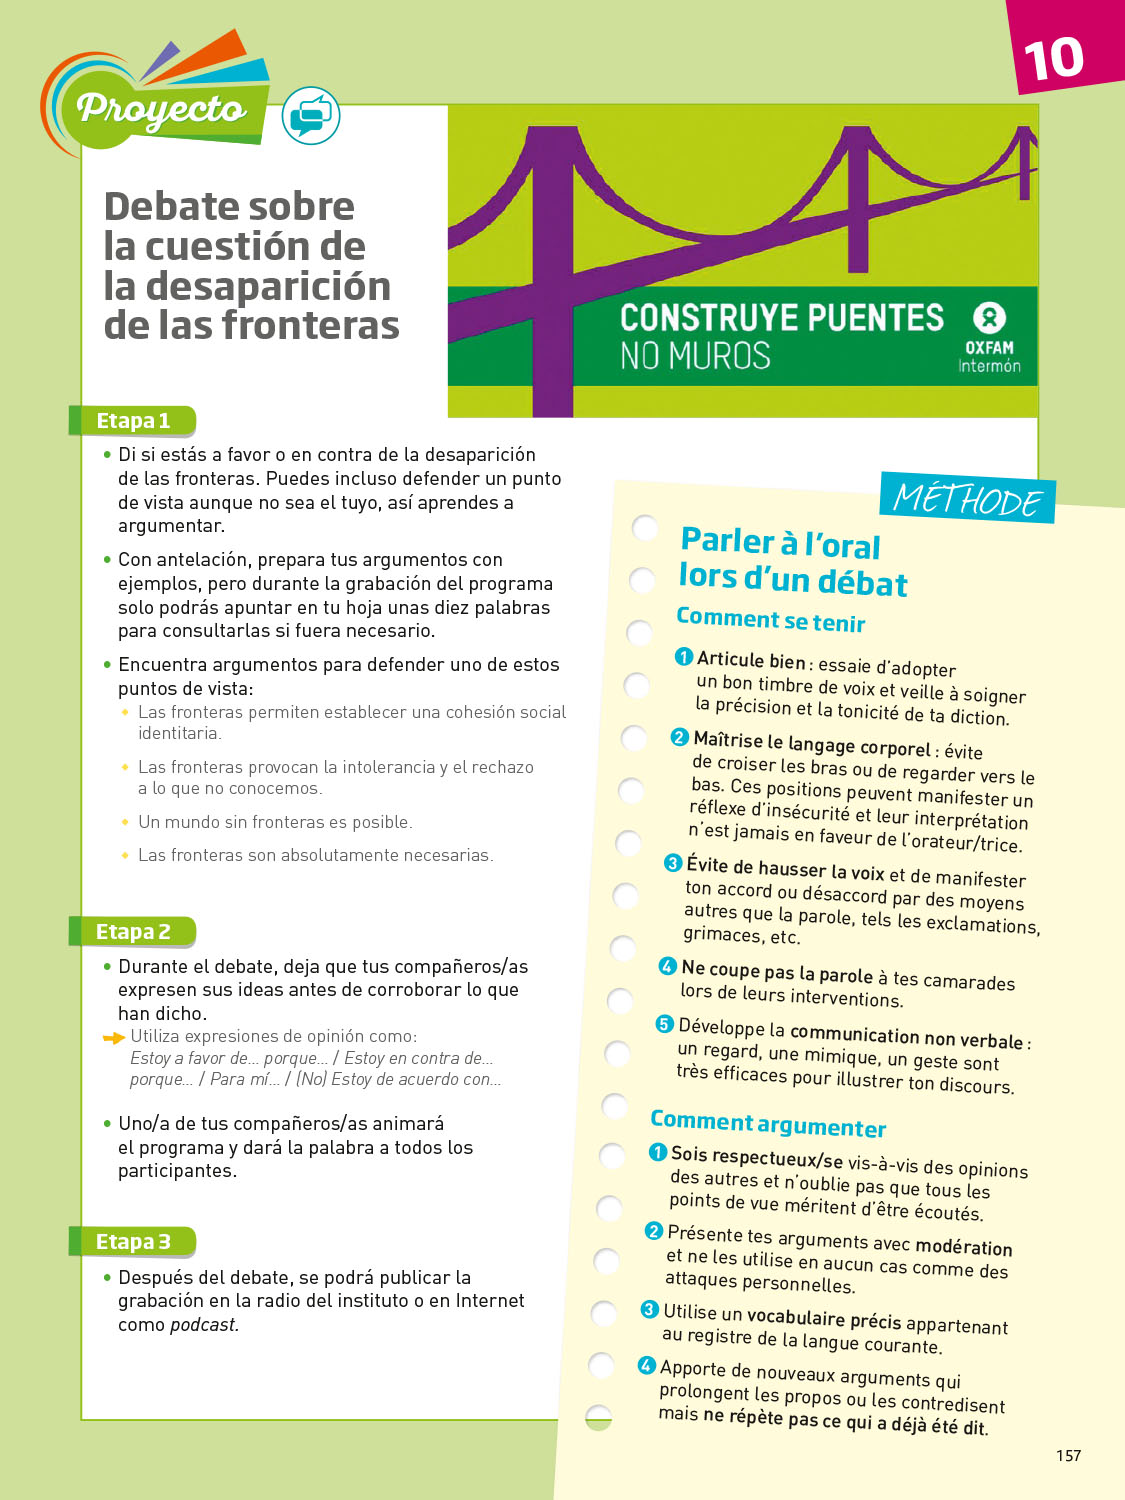 10
Proyecto
Debate sobre
la cuestión de
la desaparición
de las fronteras
CONSTRUYE PUENTES
NO MUROS
OXFAM
Intermón
Etapa 1
• Di si estás a favor o en contra de la desaparición
de las fronteras. Puedes incluso defender un punto
de vista aunque no sea el tuyo, así aprendes a
argumentar.
• Con antelación, prepara tus argumentos con
ejemplos, pero durante la grabación del programa
solo podrás apuntar en tu hoja unas diez palabras
para consultarlas si fuera necesario.
• Encuentra argumentos para defender uno de estos
puntos de vista:
Las fronteras permiten establecer una cohesión social
identitaria.
Las fronteras provocan la intolerancia y el rechazo
a lo que no conocemos.
Un mundo sin fronteras es posible.
Las fronteras son absolutamente necesarias.
Etapa 2
• Durante el debate, deja que tus compañeros/as
expresen sus ideas antes de corroborar lo que
han dicho.
Utiliza expresiones de opinión como:
Estoy a favor de... porque... / Estoy en contra de...
porque... / Para mí... / (No) Estoy de acuerdo con...
• Uno/a de tus compañeros/as animará
el programa y dará la palabra a todos los
participantes.
Etapa 3
• Después del debate, se podrá publicar la
grabación en la radio del instituto o en Internet
como podcast.
MÉTHODE
Parler à l'oral
lors d'un débat
Comment se tenir
1 Articule bien : essaie d'adopter
un bon timbre de voix et veille à soigner
la précision et la tonicité de ta diction.
2 Maîtrise le langage corporel : évite
de croiser les bras ou de regarder vers le
bas. Ces positions peuvent manifester un
réflexe d'insécurité et leur interprétation
n'est jamais en faveur de l'orateur/trice.
3 Évite de hausser la voix et de manifester
ton accord ou désaccord par des moyens
autres que la parole, tels les exclamations,
grimaces, etc.
4 Ne coupe pas la parole à tes camarades
lors de leurs interventions.
5 Développe la communication non verbale :
un regard, une mimique, un geste sont
très efficaces pour illustrer ton discours.
Comment argumenter
1 Sois respectueux/se vis-à-vis des opinions
des autres et n'oublie pas que tous les
points de vue méritent d'être écoutés.
2 Présente tes arguments avec modération
et ne les utilise en aucun cas comme des
attaques personnelles.
3 Utilise un vocabulaire précis appartenant
au registre de la langue courante.
4 Apporte de nouveaux arguments qui
prolongent les propos ou les contredisent
mais ne répète pas ce qui a déjà été dit.
157